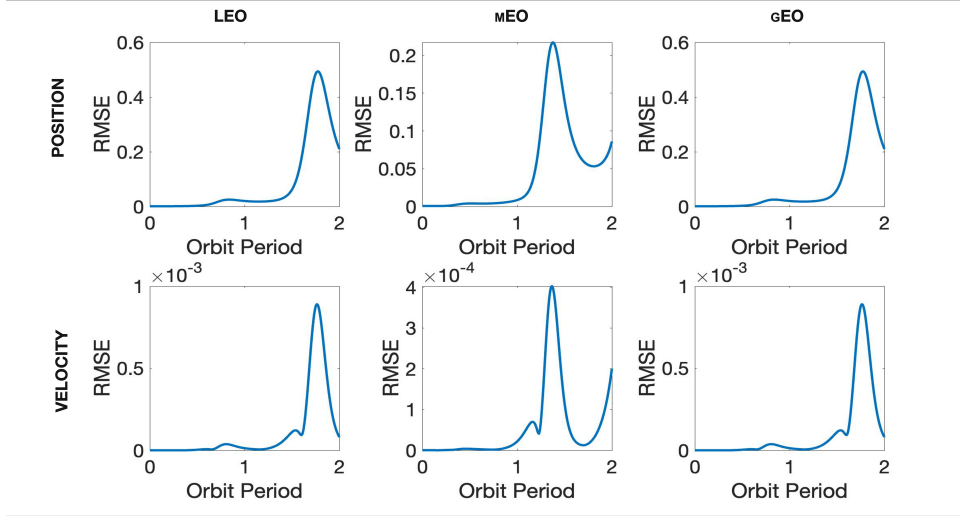 LEO
MEO
GEO
POSITION
RMSE
0.6
0.4
0.2
0
0
1
2
Orbit Period
RMSE
0.2
0.15
0.1
0.05
0
0
1
2
Orbit Period
RMSE
0.6
0.4
0.2
0
0
1
2
Orbit Period
VELOCITY
RMSE
×10-3
1
0.5
0
0
1
2
Orbit Period
RMSE
×10-4
4
3
2
1
0
0
1
2
Orbit Period
RMSE
×10-3
1
0.5
0
0
1
2
Orbit Period